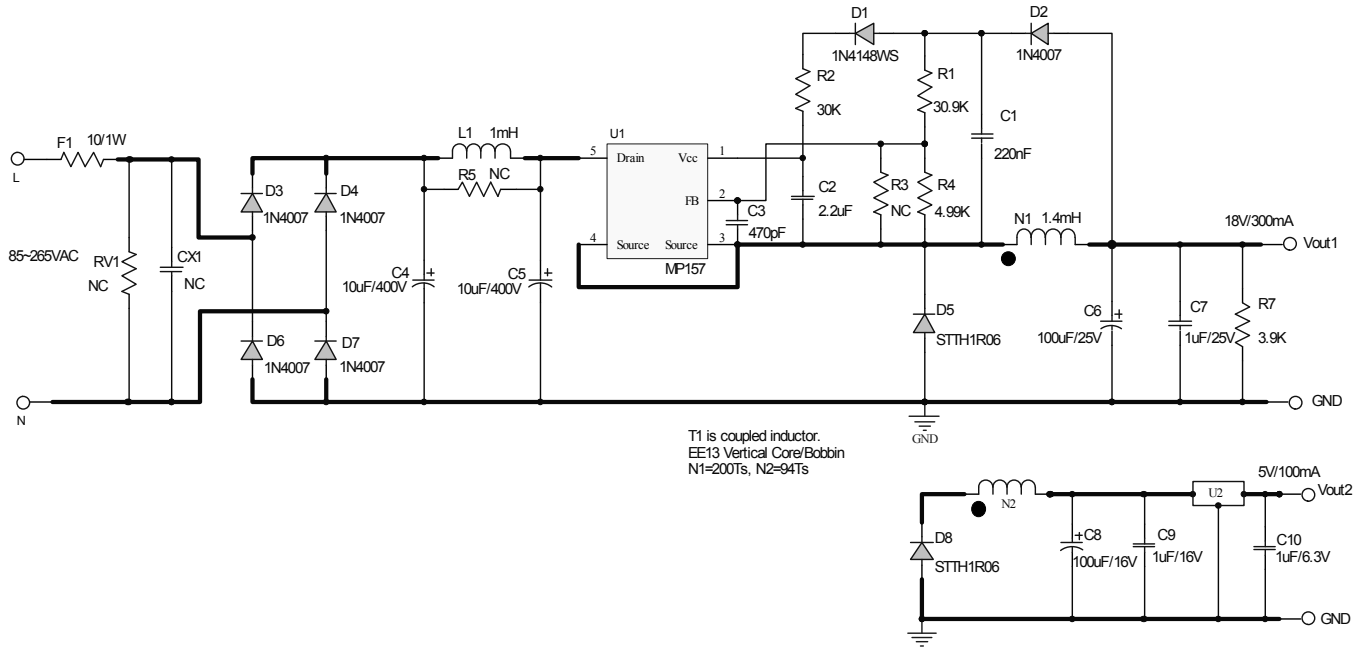 D1
1N4148WS
D2
1N4007
R2
30K
R1
30.9K
C1
220nF
F1
10/1W
L
L1
1mH
R5
NC
U1
5
Drain
Vcc
1
FB
2
4
Source
Source
3
MP157
C3
470pF
C2
2.2uF
R3
NC
R4
4.99K
N1
1.4mH
18V/300mA
Vout1
D3
1N4007
D4
1N4007
85~265VAC
RV1
NC
CX1
NC
C4
+
10uF/400V
C5
+
10uF/400V
D6
1N4007
D7
1N4007
D5
STTH1R06
C6
+
100uF/25V
C7
1uF/25V
R7
3.9K
N
GND
GND
T1 is coupled inductor.
EE13 Vertical Core/Bobbin
N1=200Ts, N2=94Ts
N2
5V/100mA
U2
Vout2
D8
STTH1R06
+
C8
100uF/16V
C9
1uF/16V
C10
1uF/6.3V
GND